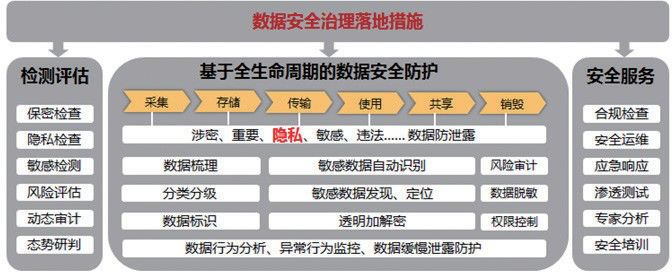 数据安全治理落地措施
检测评估
保密检查
隐私检查
敏感检测
风险评估
动态审计
态势研判
基于全生命周期的数据安全防护
采集 存储 传输 使用 共享 销毁
涉密、重要、隐私、敏感、违法...... 数据防泄露
数据梳理 敏感数据自动识别 风险审计
分类分级 敏感数据发现、定位 数据脱敏
数据标识 透明加解密 权限控制
数据行为分析、异常行为监控、数据缓慢泄露防护
安全服务
合规检查
安全运维
应急响应
渗透测试
专家分析
安全培训